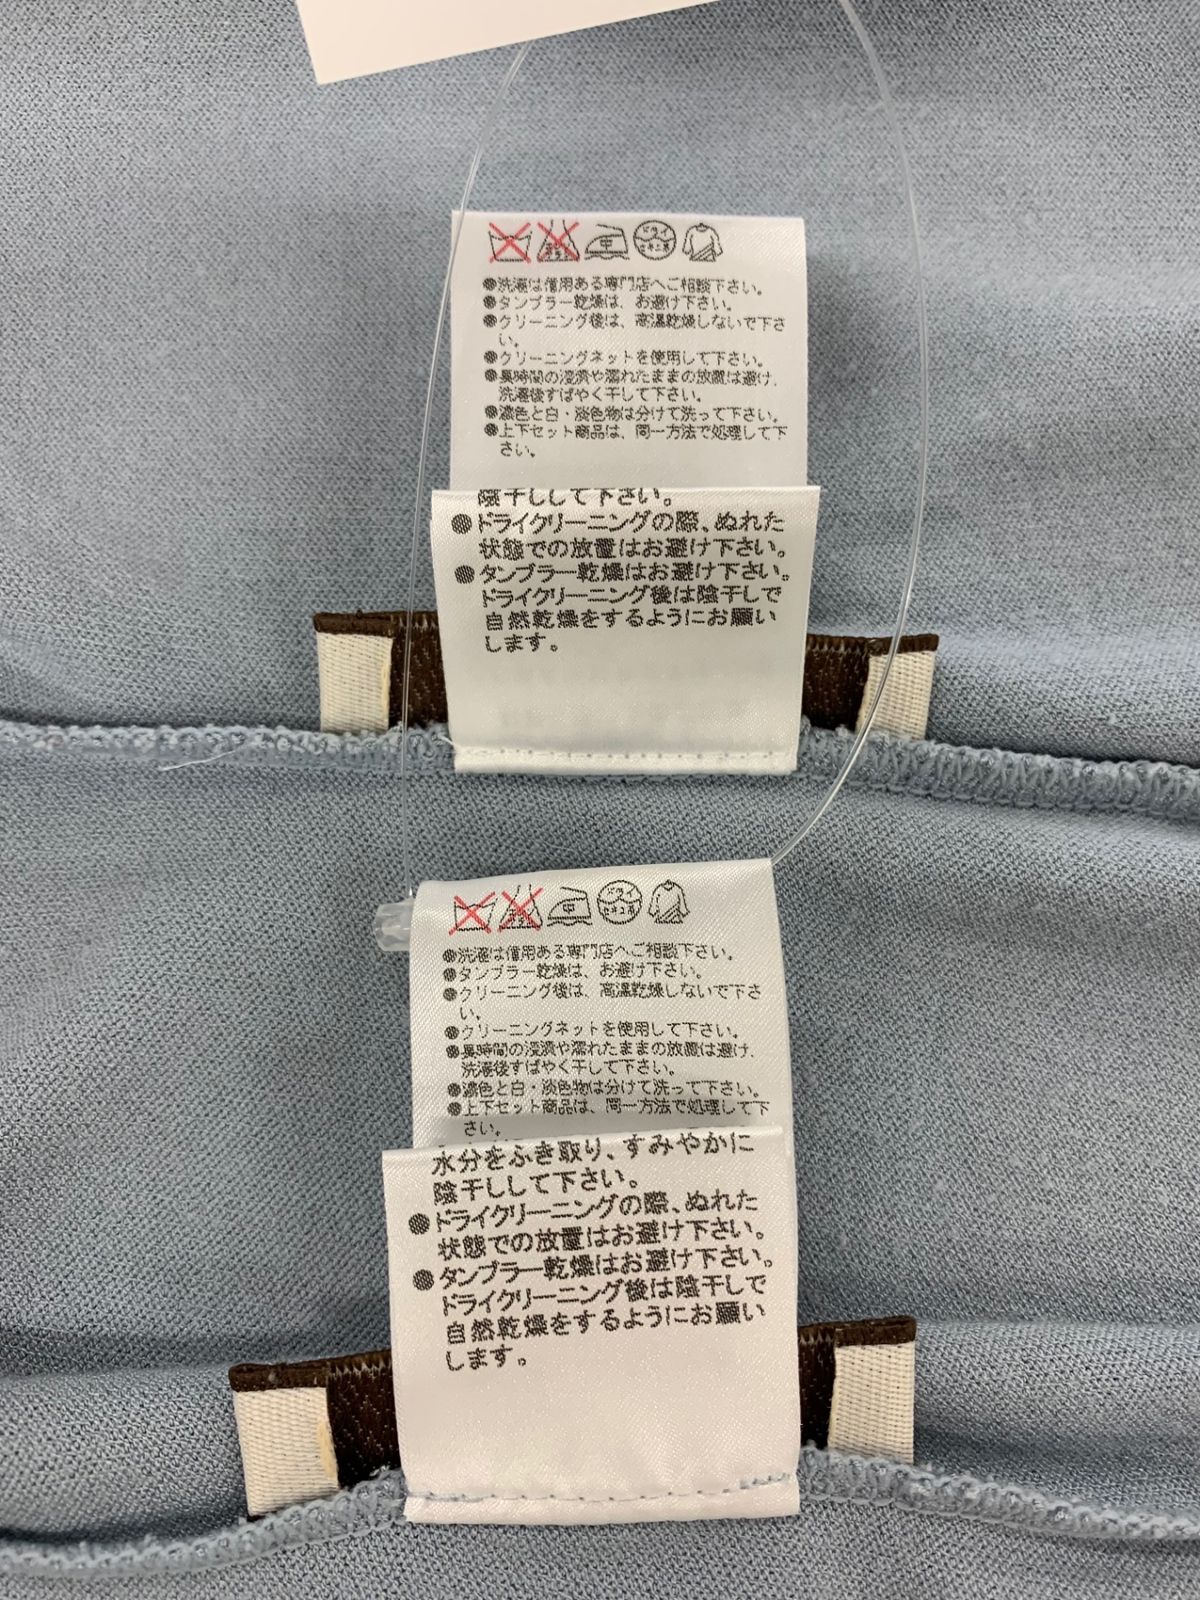 ドライ
セキユ系
●洗濯は信用ある専門店へご相談下さい。
●タンブラー乾燥は、お避け下さい。
●クリーニング後は、高温乾燥しないで下さ
い。
●クリーニングネットを使用して下さい。
●長時間の浸漬や濡れたままの放置は避け、
洗濯後すばやく干して下さい。
●濃色と白・淡色物は分けて洗って下さい。
●上下セット商品は、同一方法で処理して下
さい。
陰干しして下さい。
●ドライクリーニングの際、ぬれた
状態での放置はお避け下さい。
●タンブラー乾燥はお避け下さい。
ドライクリーニング後は陰干しで
自然乾燥をするようにお願い
します。
ドライ
セキユ系
●洗濯は信用ある専門店へご相談下さい。
●タンブラー乾燥は、お避け下さい。
●クリーニング後は、高温乾燥しないで下さ
い。
●クリーニングネットを使用して下さい。
●長時間の浸漬や濡れたままの放置は避け、
洗濯後すばやく干して下さい。
●濃色と白・淡色物は分けて洗って下さい。
●上下セット商品は、同一方法で処理して下
さい。
水分をふき取り、すみやかに
陰干しして下さい。
●ドライクリーニングの際、ぬれた
状態での放置はお避け下さい。
●タンブラー乾燥はお避け下さい。
ドライクリーニング後は陰干しで
自然乾燥をするようにお願い
します。